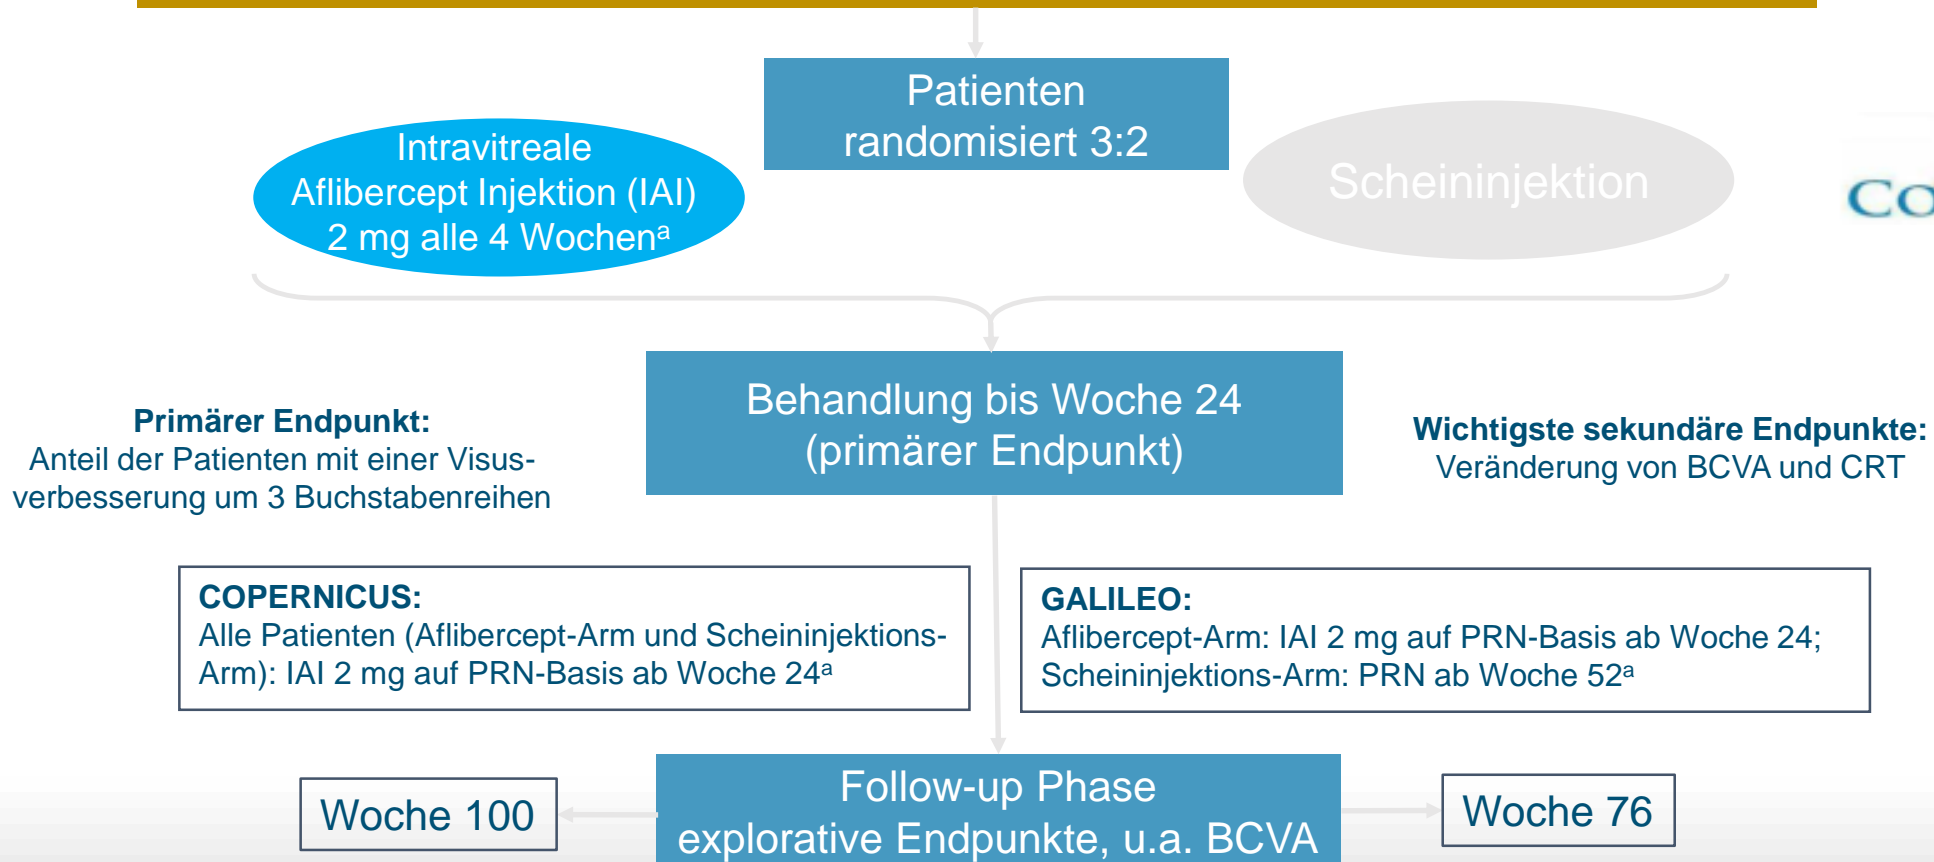 Patienten
randomisiert 3:2
Intravitreale
Aflibercept Injektion (IAI)
2 mg alle 4 Wochenᵃ
Scheininjektion
Co
Behandlung bis Woche 24
(primärer Endpunkt)
Primärer Endpunkt:
Anteil der Patienten mit einer Visus-
verbesserung um 3 Buchstabenreihen
Wichtigste sekundäre Endpunkte:
Veränderung von BCVA und CRT
COPERNICUS:
Alle Patienten (Aflibercept-Arm und Scheininjektions-
Arm): IAI 2 mg auf PRN-Basis ab Woche 24ᵃ
GALILEO:
Aflibercept-Arm: IAI 2 mg auf PRN-Basis ab Woche 24;
Scheininjektions-Arm: PRN ab Woche 52ᵃ
Woche 100
Follow-up Phase
explorative Endpunkte, u.a. BCVA
Woche 76